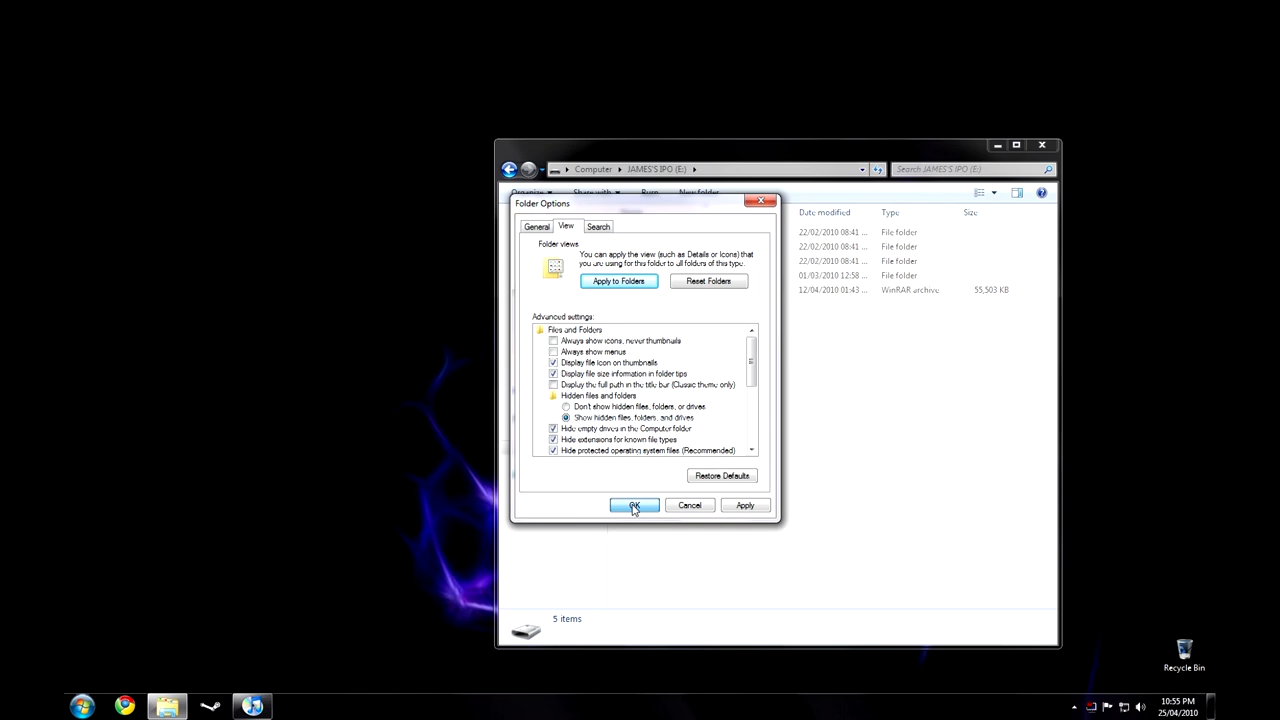 Computer
JAMES'S IPO (E:)
Search JAMES'S IPO (E:)
Organize
Share with
Burn
New folder
Folder Options
General
View
Search
Folder views
You can apply the view (such as Details or Icons) that
you are using for this folder to all folders of this type.
Apply to Folders
Reset Folders
Advanced settings:
Files and Folders
Always show icons, never thumbnails
Always show menus
Display file icon on thumbnails
Display file size information in folder tips
Display the full path in the title bar (Classic theme only)
Hidden files and folders
Don't show hidden files, folders, or drives
Show hidden files, folders, and drives
Hide empty drives in the Computer folder
Hide extensions for known file types
Hide protected operating system files (Recommended)
Restore Defaults
OK
Cancel
Apply
Date modified
Type
Size
22/02/2010 08:41 ...
File folder
22/02/2010 08:41 ...
File folder
22/02/2010 08:41 ...
File folder
01/03/2010 12:58 ...
File folder
12/04/2010 01:43 ...
WinRAR archive
55,503 KB
5 items
Recycle Bin
10:55 PM
25/04/2010